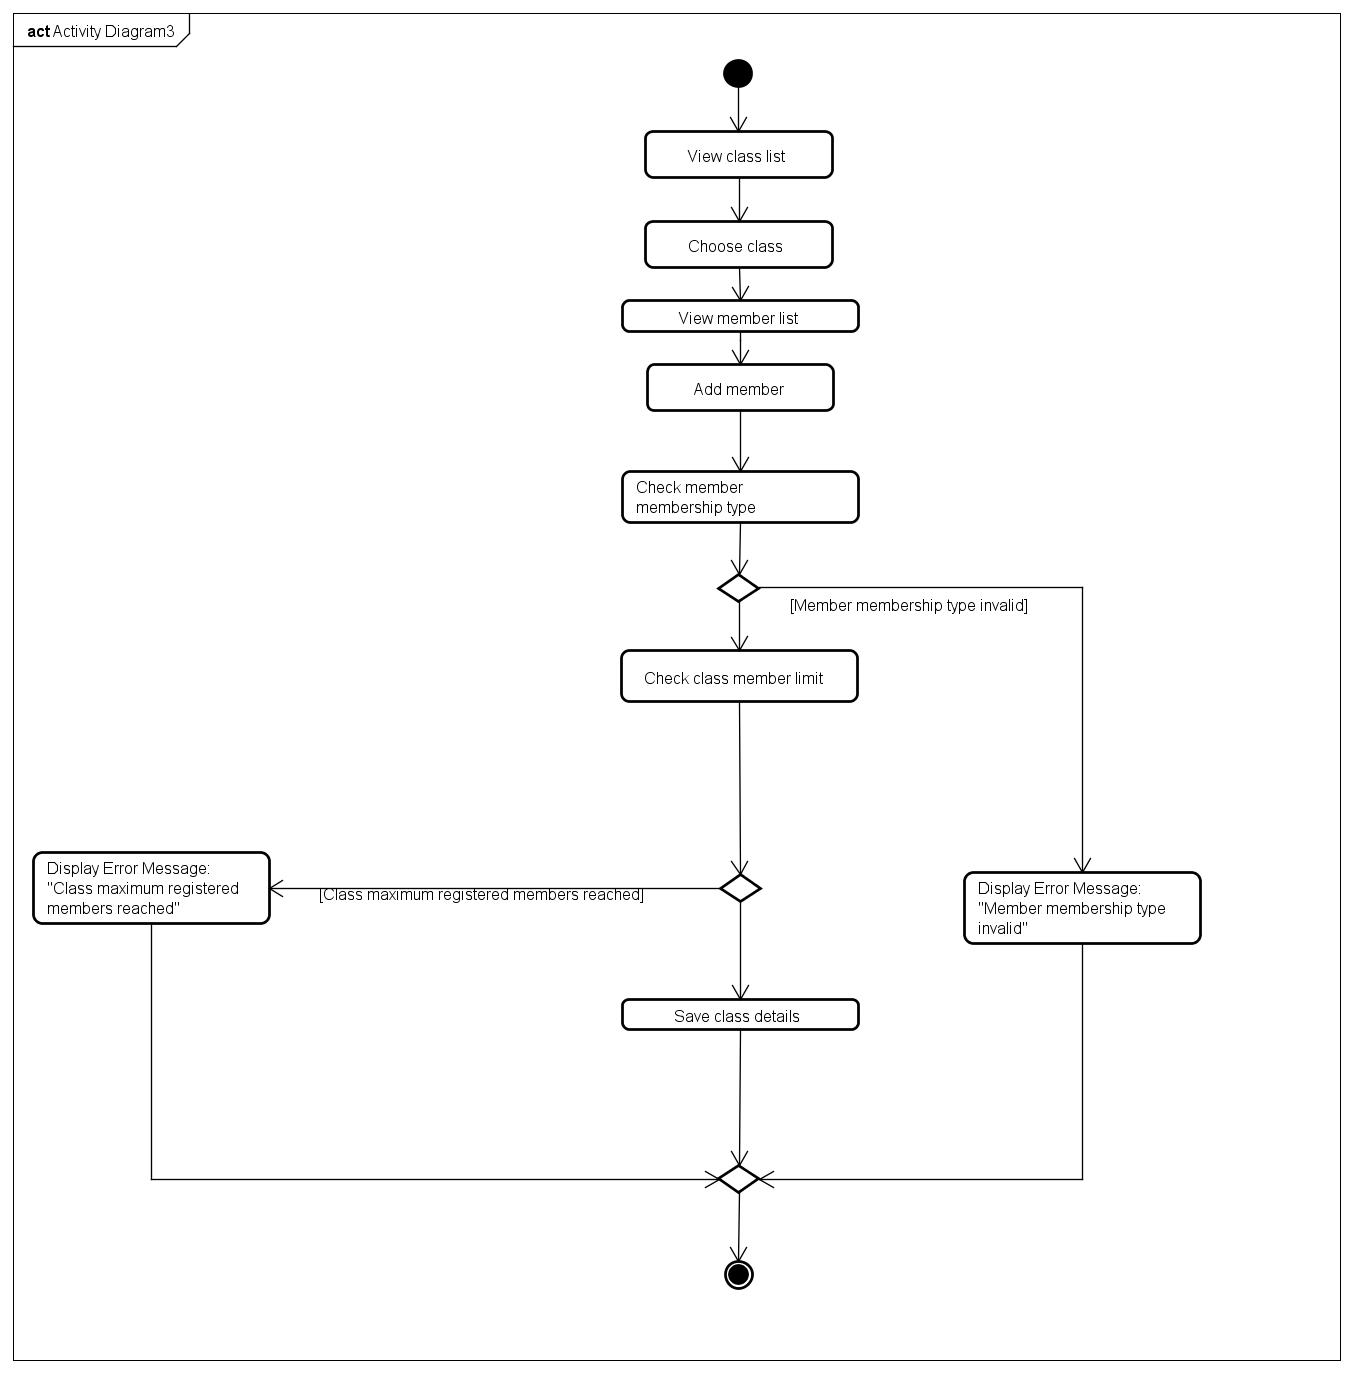 act Activity Diagram3
View class list
Choose class
View member list
Add member
Check member
membership type
[Member membership type invalid]
Check class member limit
Display Error Message:
"Class maximum registered
members reached"
[Class maximum registered members reached]
Display Error Message:
"Member membership type
invalid"
Save class details